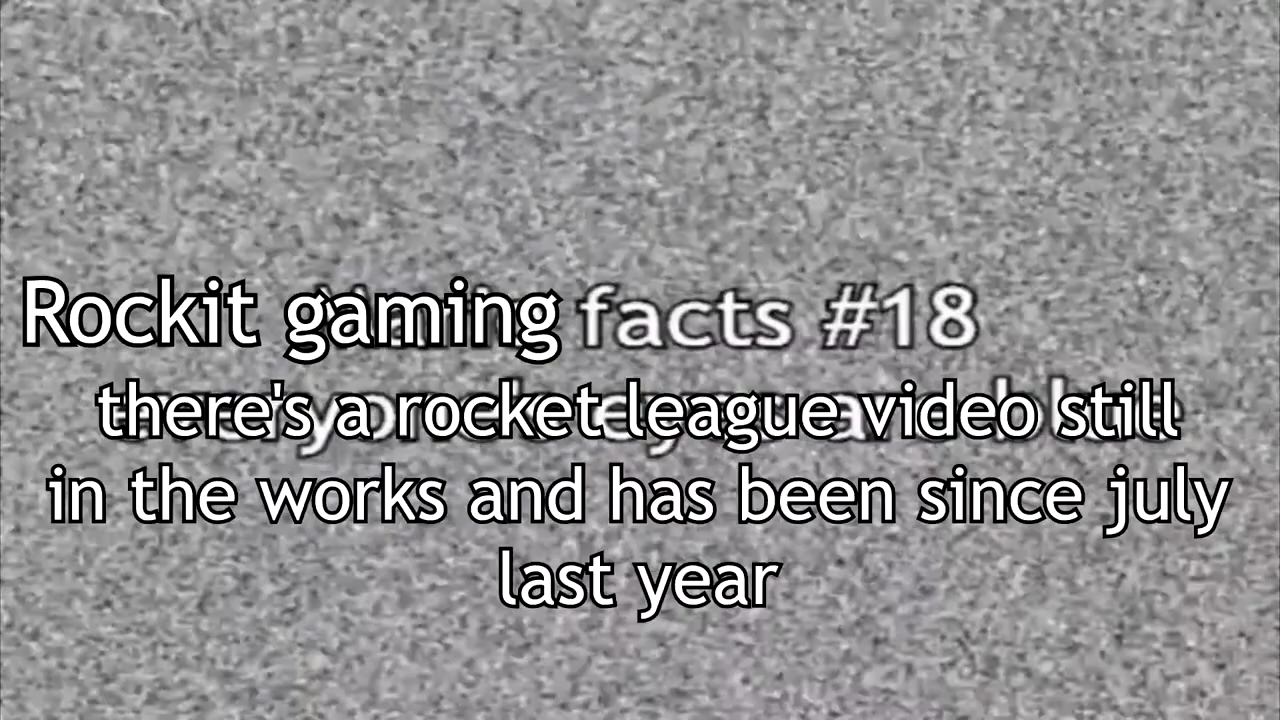 Rockit gaming facts #18
there's a rocket league video still
in the works and has been since july
last year